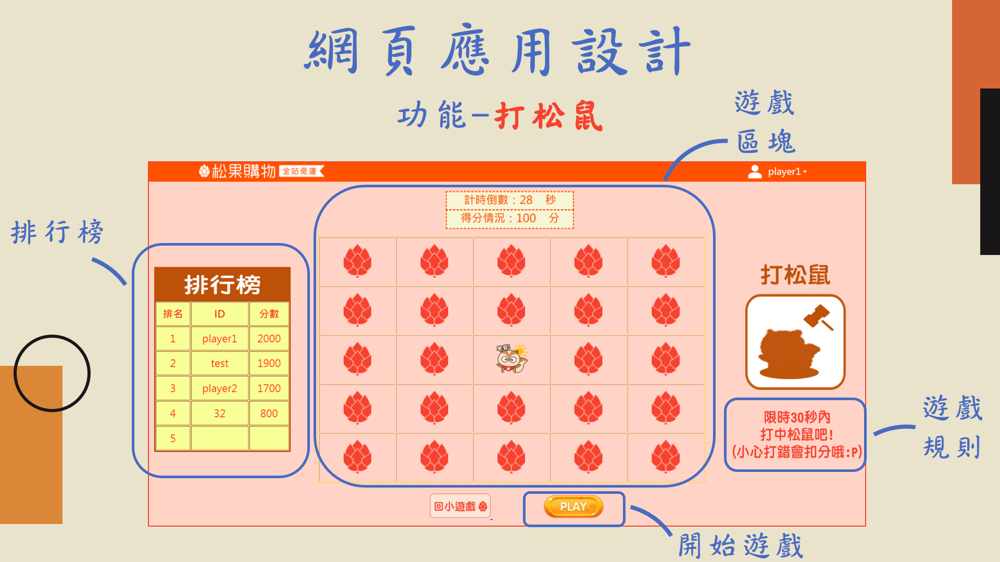 網頁應用設計
功能-打松鼠
遊戲
區塊
松果購物 全站免運
player1
計時倒數：28 秒
得分情況：100 分
排行榜
排行榜
排名 ID 分數
1 player1 2000
2 test 1900
3 player2 1700
4 32 800
5
早安!
打松鼠
限時30秒內
打中松鼠吧!
(小心打錯會扣分哦:P)
遊戲
規則
回小遊戲
PLAY
開始遊戲